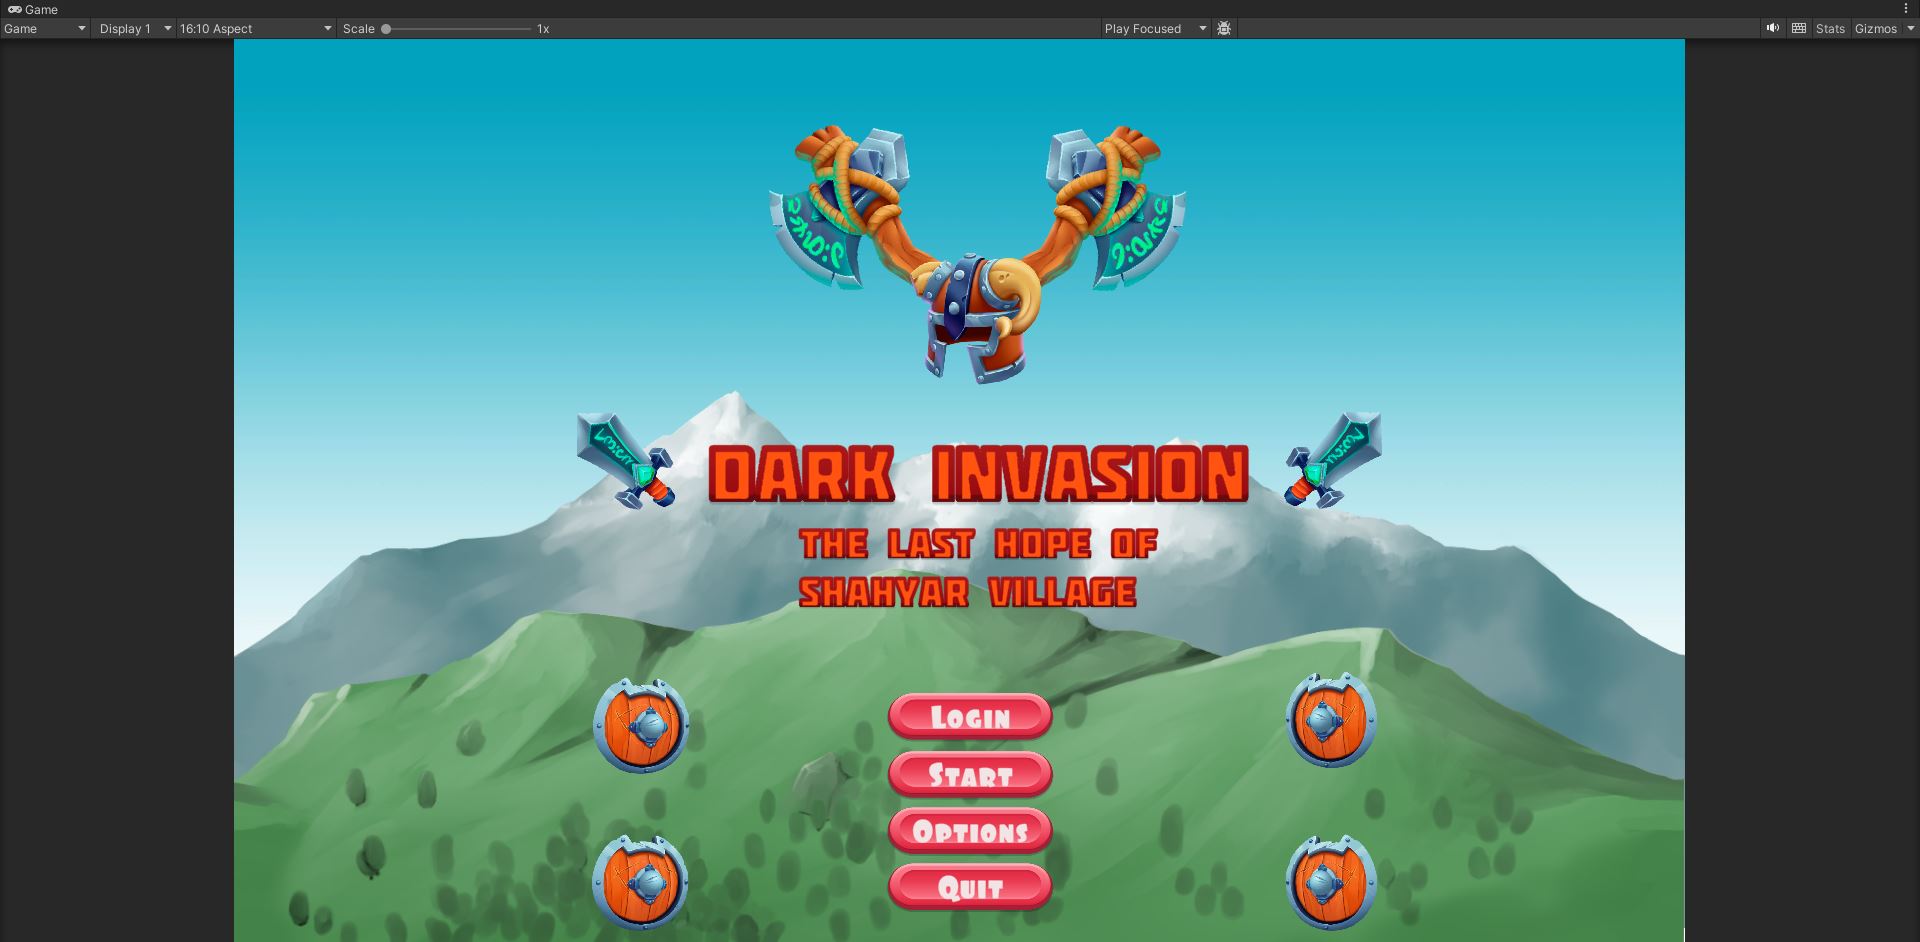 Game
Game Display 1 16:10 Aspect Scale 1x Play Focused Stats Gizmos
DARK INVASION
THE LAST HOPE OF
SHAHYAR VILLAGE
LOGIN
START
OPTIONS
QUIT